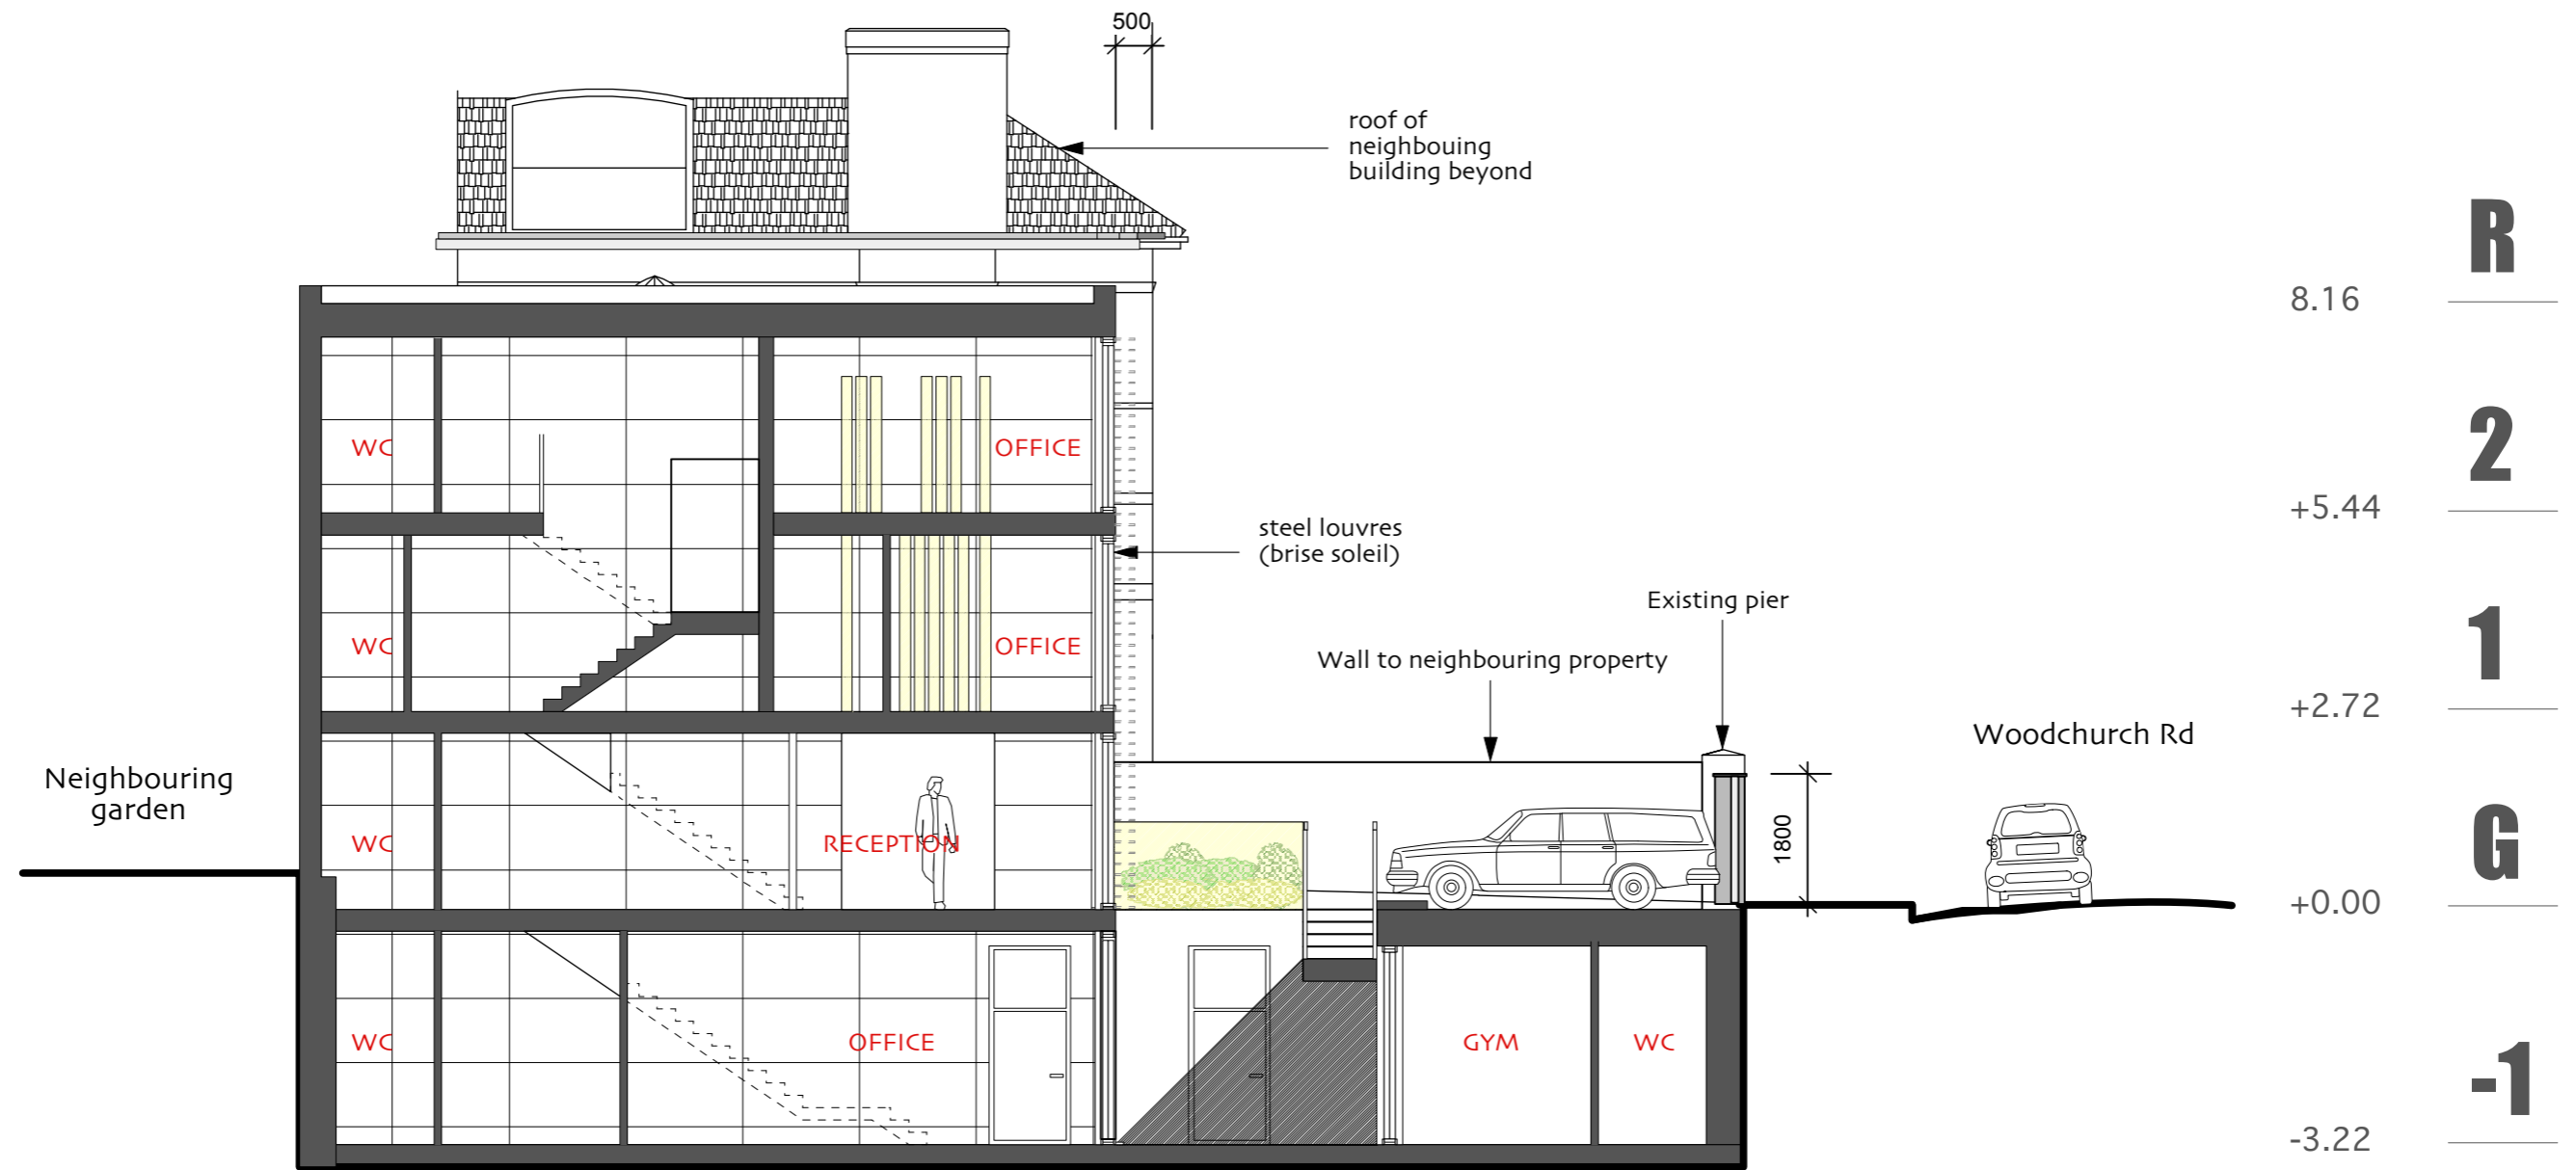 500
roof of
neighbouing
building beyond
R
8.16
WC
OFFICE
2
+5.44
steel louvres
(brise soleil)
Existing pier
WC
OFFICE
1
Wall to neighbouring property
+2.72
Woodchurch Rd
Neighbouring
garden
WC
RECEPTION
1800
G
+0.00
WC
OFFICE
GYM
WC
-1
-3.22